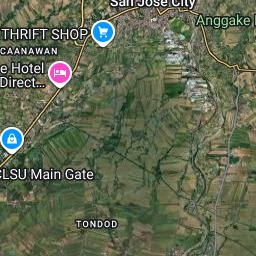 San Jose City
Anggake
THRIFT SHOP
CAANAWAN
e Hotel
Direct...
CLSU Main Gate
TONDOD